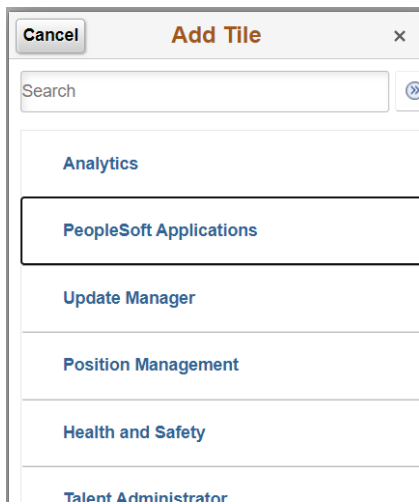 Cancel
Add Tile
Search
Analytics
PeopleSoft Applications
Update Manager
Position Management
Health and Safety
Talent Administrator